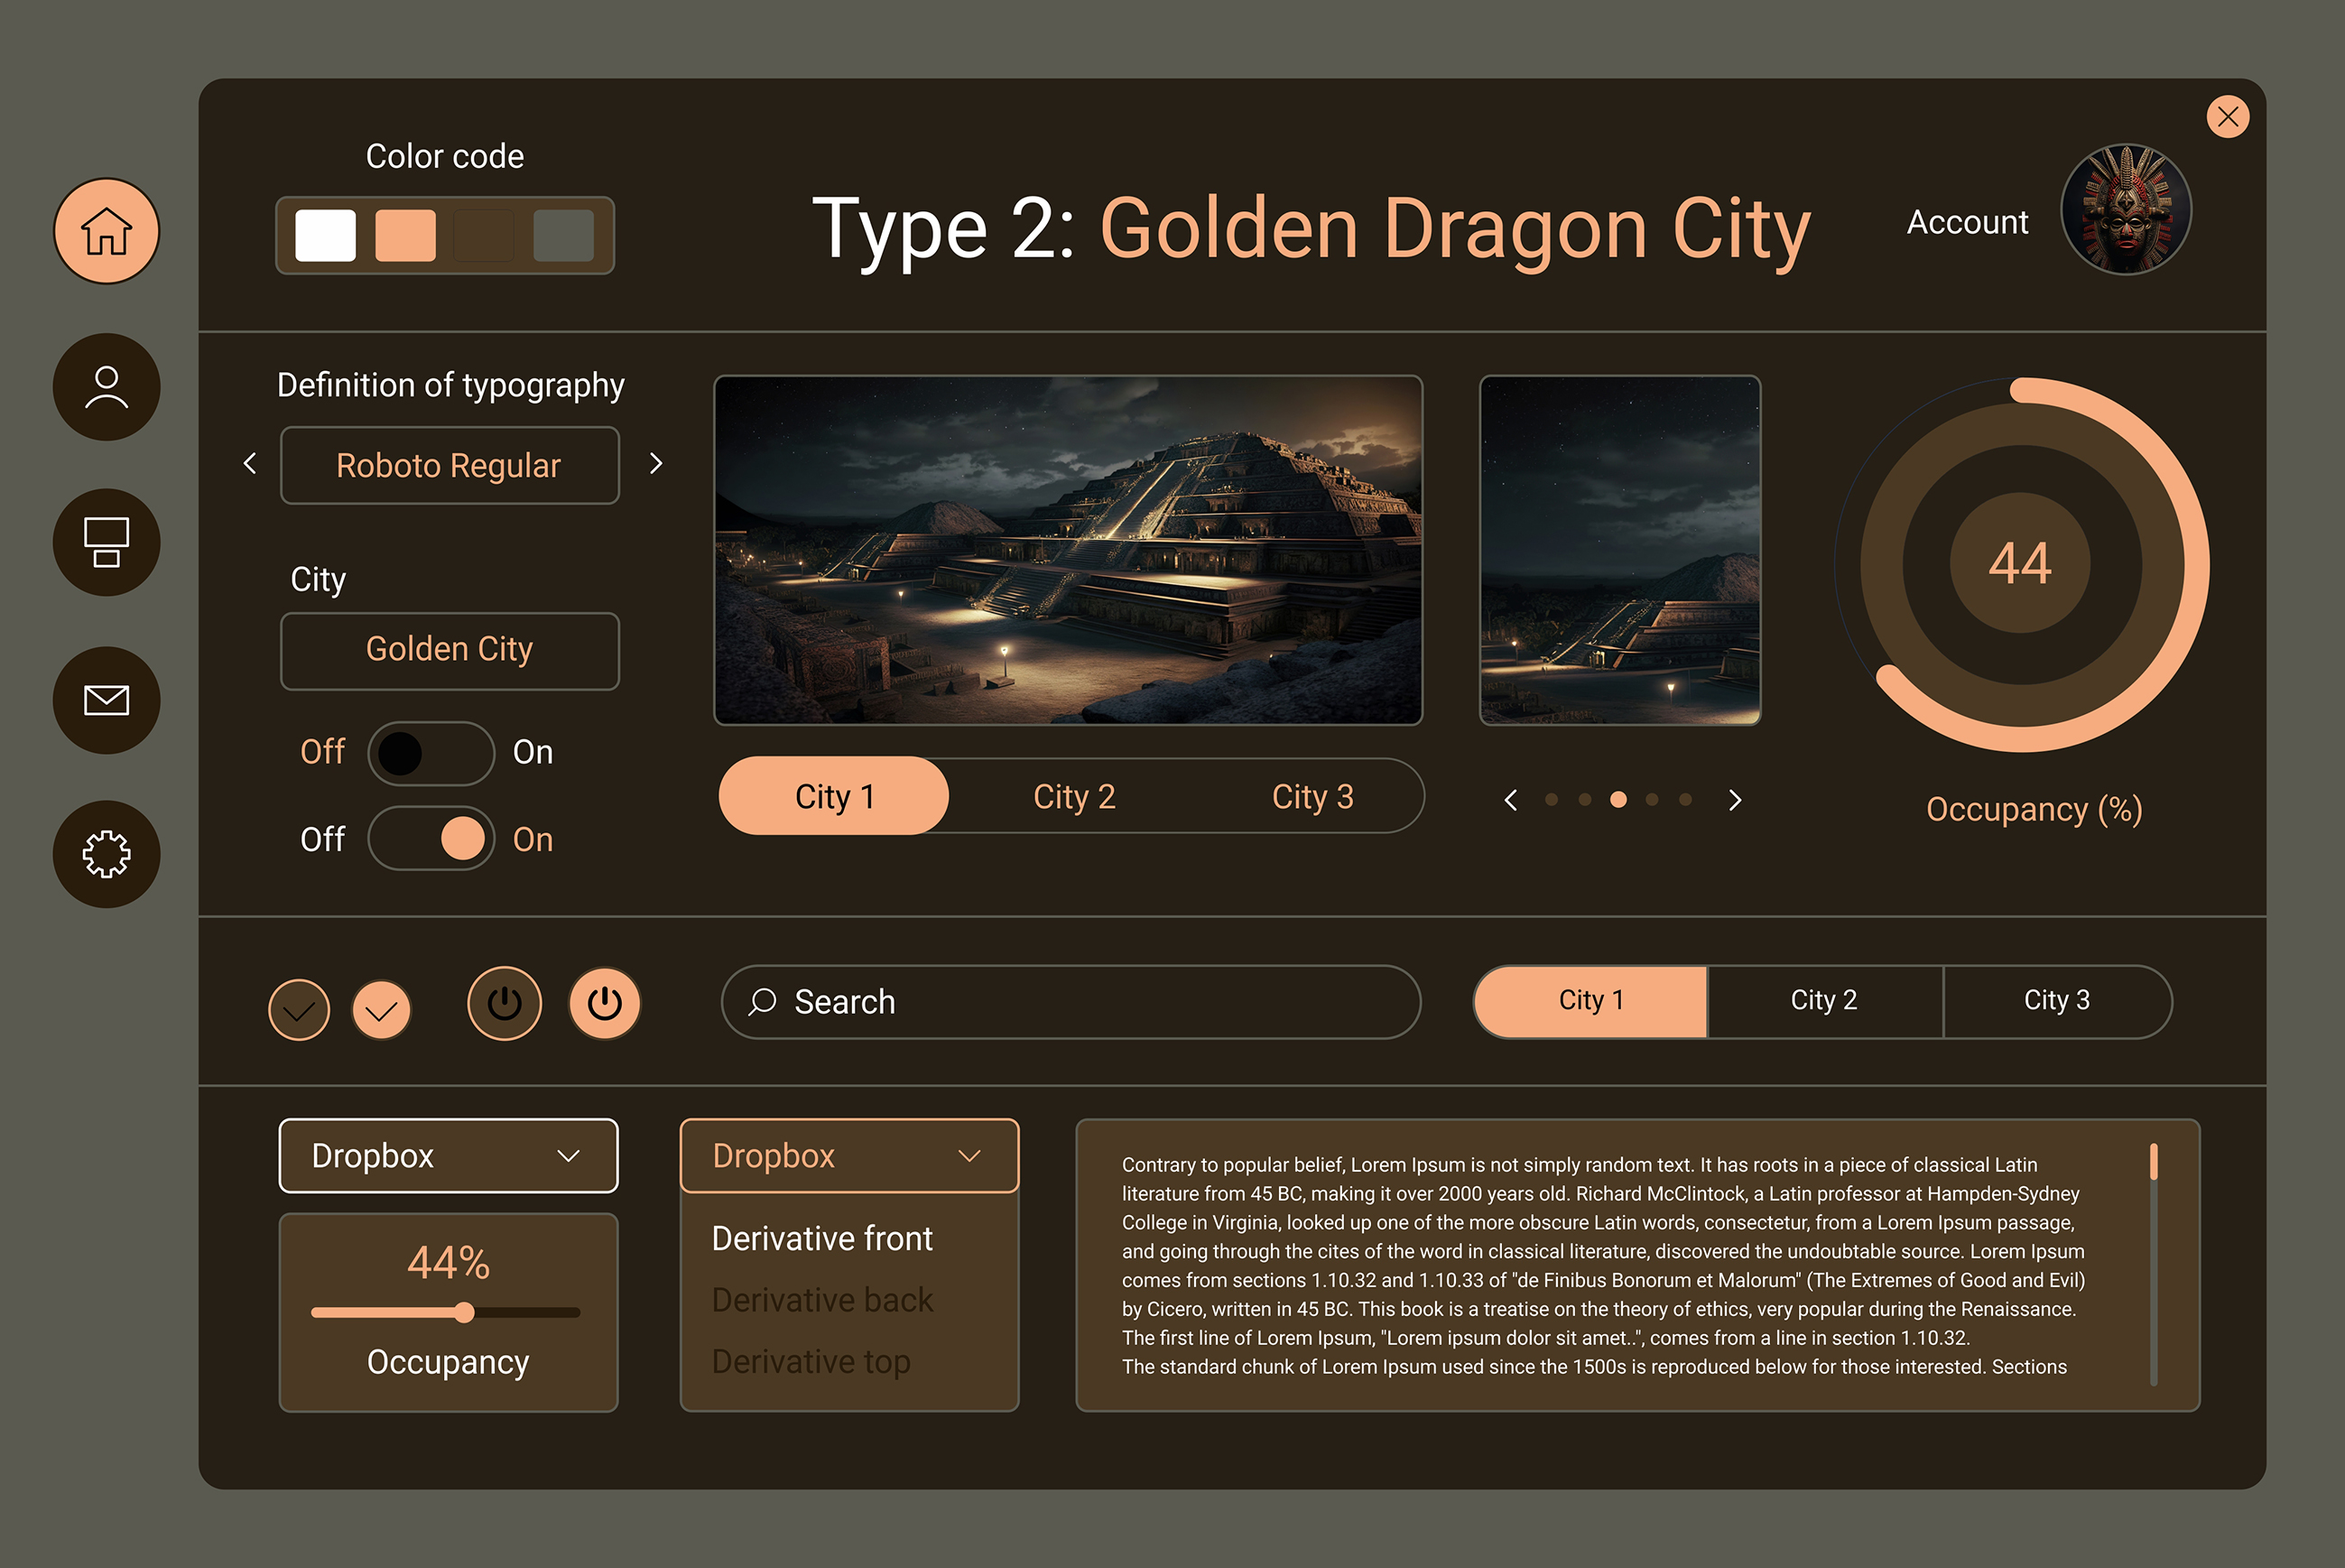 Color code
Type 2: Golden Dragon City
Account
Definition of typography
Roboto Regular
City
Golden City
Off On
Off On
City 1 City 2 City 3
44
Occupancy (%)
Search
City 1 City 2 City 3
Dropbox
44%
Occupancy
Dropbox
Derivative front
Derivative back
Derivative top
Contrary to popular belief, Lorem Ipsum is not simply random text. It has roots in a piece of classical Latin
literature from 45 BC, making it over 2000 years old. Richard McClintock, a Latin professor at Hampden-Sydney
College in Virginia, looked up one of the more obscure Latin words, consectetur, from a Lorem Ipsum passage,
and going through the cites of the word in classical literature, discovered the undoubtable source. Lorem Ipsum
comes from sections 1.10.32 and 1.10.33 of "de Finibus Bonorum et Malorum" (The Extremes of Good and Evil)
by Cicero, written in 45 BC. This book is a treatise on the theory of ethics, very popular during the Renaissance.
The first line of Lorem Ipsum, "Lorem ipsum dolor sit amet..", comes from a line in section 1.10.32.
The standard chunk of Lorem Ipsum used since the 1500s is reproduced below for those interested. Sections